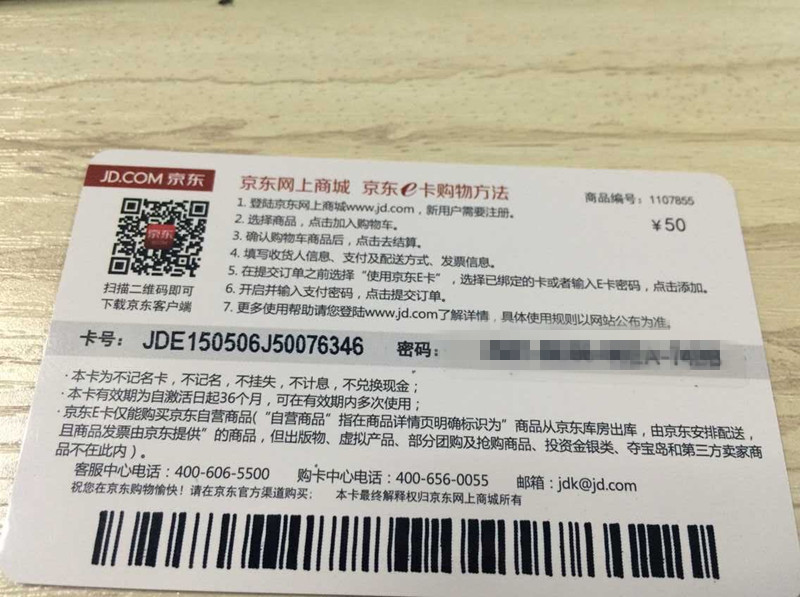 JD.COM 京东
京东网上商城 京东e卡购物方法
商品编号：1107855
¥50
1. 登陆京东网上商城www.jd.com，新用户需要注册。
2. 选择商品，点击加入购物车。
3. 确认购物车商品后，点击去结算。
4. 填写收货人信息、支付及配送方式、发票信息。
5. 在提交订单之前选择“使用京东E卡”，选择已绑定的卡或者输入E卡密码，点击添加。
6. 开启并输入支付密码，点击提交订单。
7. 更多使用帮助请您登陆www.jd.com了解详情，具体使用规则以网站公布为准。
京东
扫描二维码即可
下载京东客户端
卡号：JDE150506J50076346 密码：
·本卡为不记名卡，不记名，不挂失，不计息，不兑换现金；
·本卡有效期为自激活日起36个月，可在有效期内多次使用；
·京东E卡仅能购买京东自营商品(“自营商品”指在商品详情页明确标识为”商品从京东库房出库，由京东安排配送，
且商品发票由京东提供”的商品，但出版物、虚拟产品、部分团购及抢购商品、投资金银类、夺宝岛和第三方卖家商
品不在此内）。
客服中心电话：400-606-5500 购卡中心电话：400-656-0055 邮箱：jdk@jd.com
祝您在京东购物愉快！请在京东官方渠道购买； 本卡最终解释权归京东网上商城所有